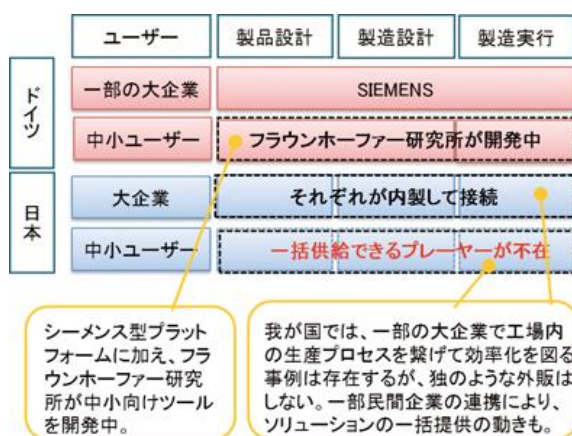 ユーザー 製品設計 製造設計 製造実行
ドイツ
一部の大企業 SIEMENS
中小ユーザー フラウンホーファー研究所が開発中
日本
大企業 それぞれが内製して接続
中小ユーザー 一括供給できるプレーヤーが不在
シーメンス型プラット
フォームに加え、フラ
ウンホーファー研究
所が中小向けツール
を開発中。
我が国では、一部の大企業で工場内
の生産プロセスを繋げて効率化を図る
事例は存在するが、独のような外販は
しない。一部民間企業の連携により、
ソリューションの一括提供の動きも。